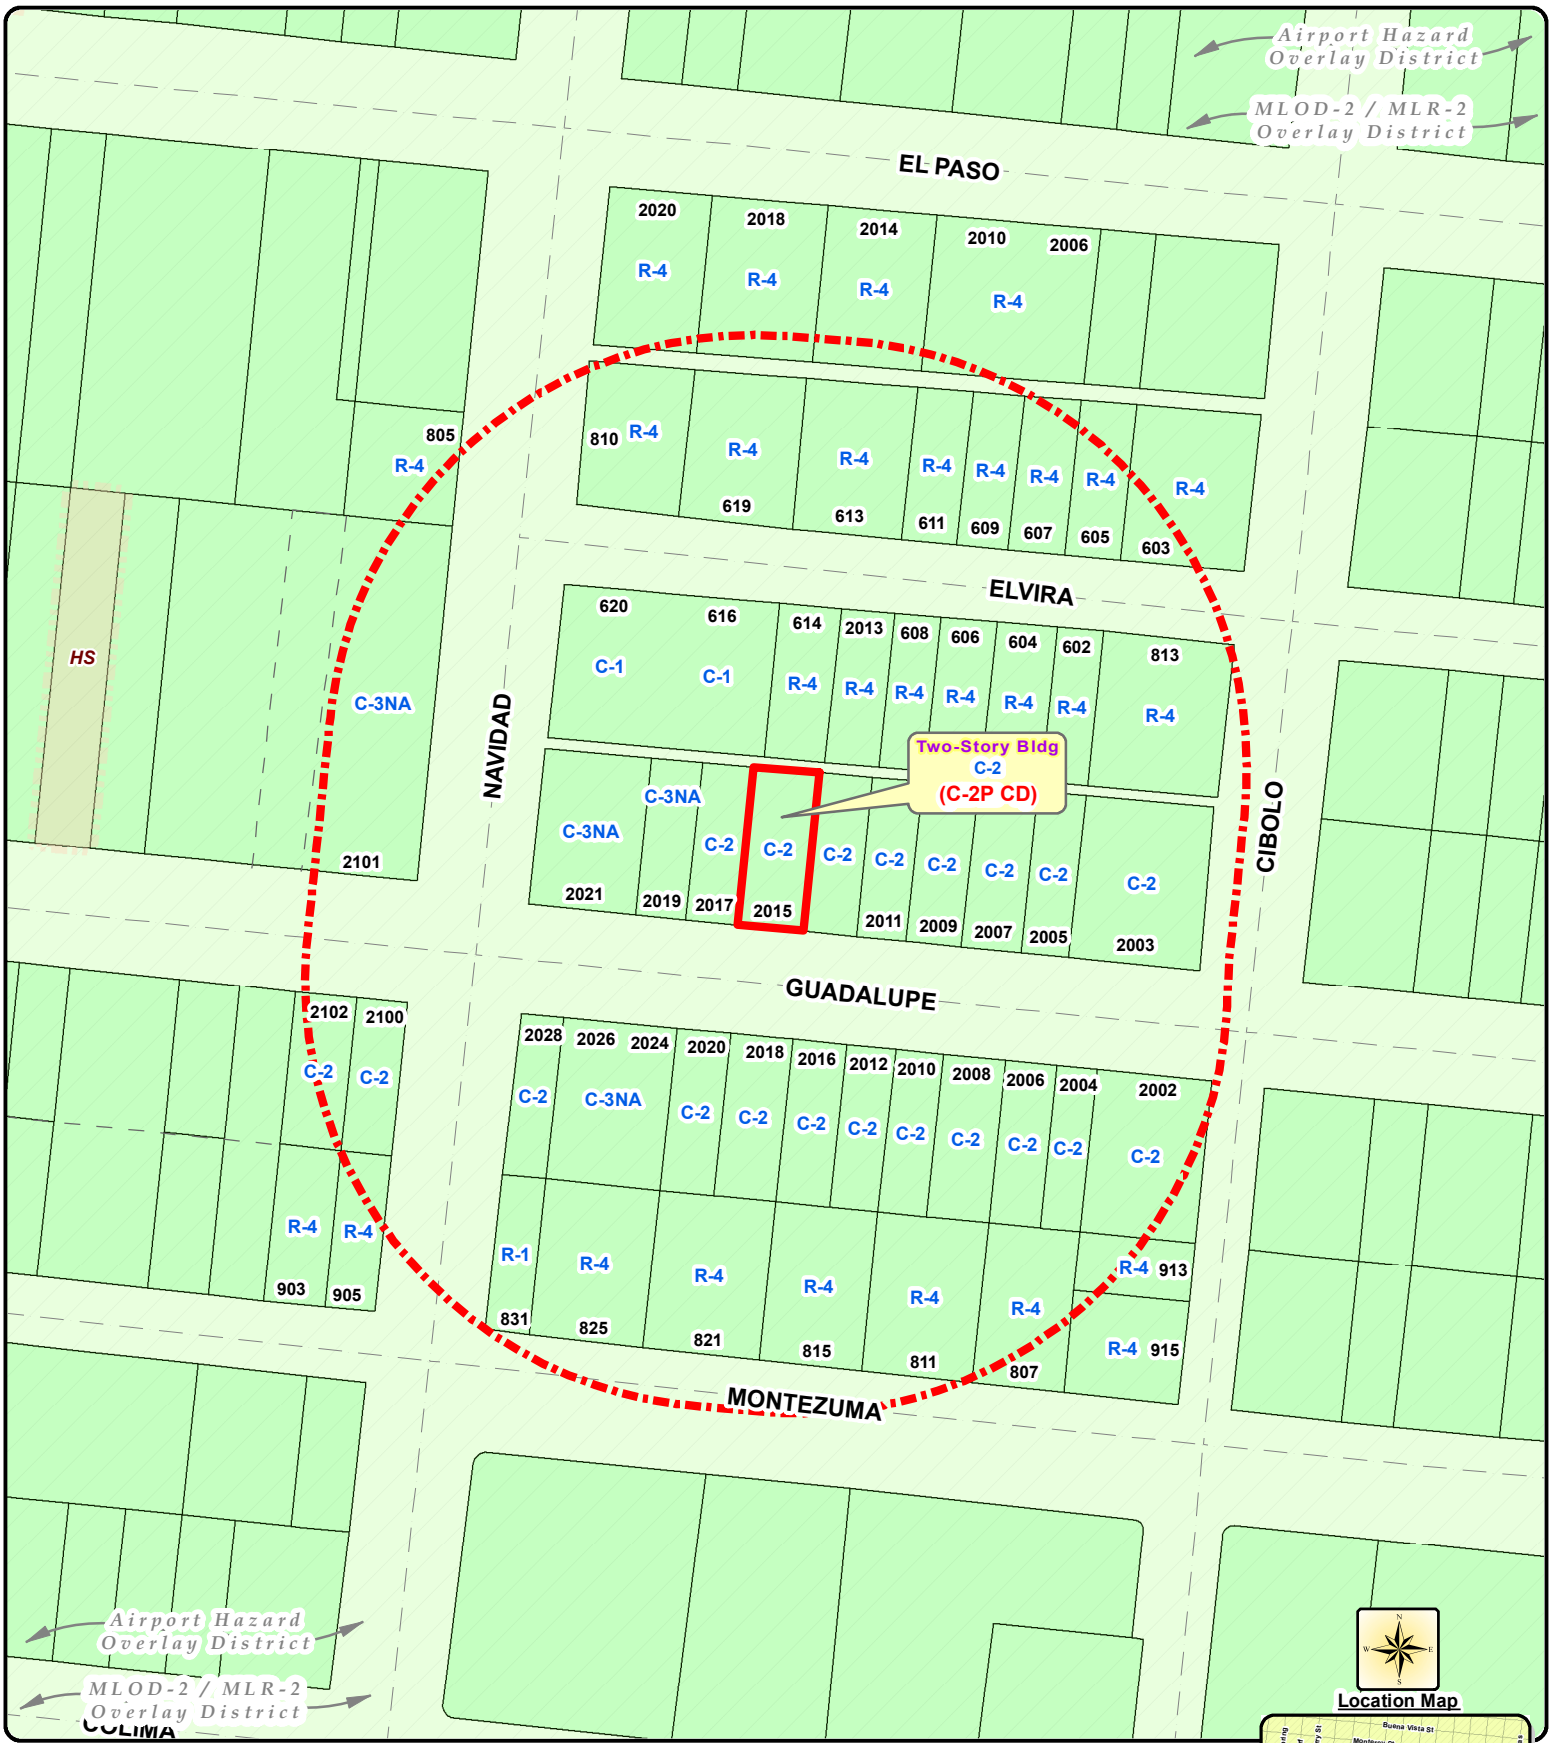 Airport Hazard
Overlay District
MLOD-2 / MLR-2
Overlay District
EL PASO
2020
2018
2014
2010
2006
R-4
R-4
R-4
R-4
805
R-4
810
R-4
R-4
R-4
R-4
R-4
R-4
R-4
R-4
619
613
611
609
607
605
603
ELVIRA
620
616
614
2013
608
606
604
602
813
HS
C-1
C-1
R-4
R-4
R-4
R-4
R-4
R-4
R-4
C-3NA
NAVIDAD
Two-Story Bldg
C-2
(C-2P CD)
CIBOLO
C-3NA
C-3NA
C-2
C-2
C-2
C-2
C-2
C-2
C-2
C-2
2101
2021
2019
2017
2015
2011
2009
2007
2005
2003
GUADALUPE
2102
2100
2028
2026
2024
2020
2018
2016
2012
2010
2008
2006
2004
2002
C-2
C-2
C-2
C-3NA
C-2
C-2
C-2
C-2
C-2
C-2
C-2
C-2
C-2
R-4
R-4
R-1
R-4
R-4
R-4
R-4
R-4
R-4
913
903
905
831
825
821
815
811
807
R-4
915
MONTEZUMA
Airport Hazard
Overlay District
MLOD-2 / MLR-2
Overlay District
COLIMA
N
W
E
S
Location Map
Buena Vista St